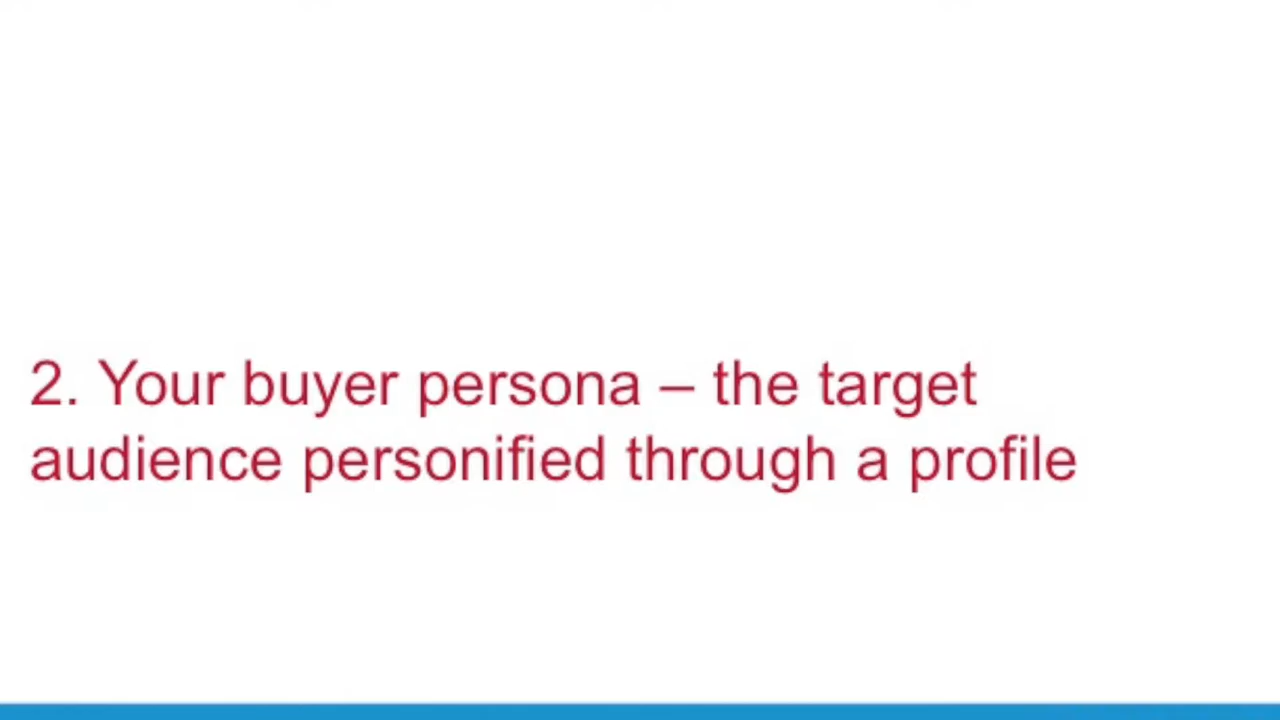 2. Your buyer persona – the target
audience personified through a profile